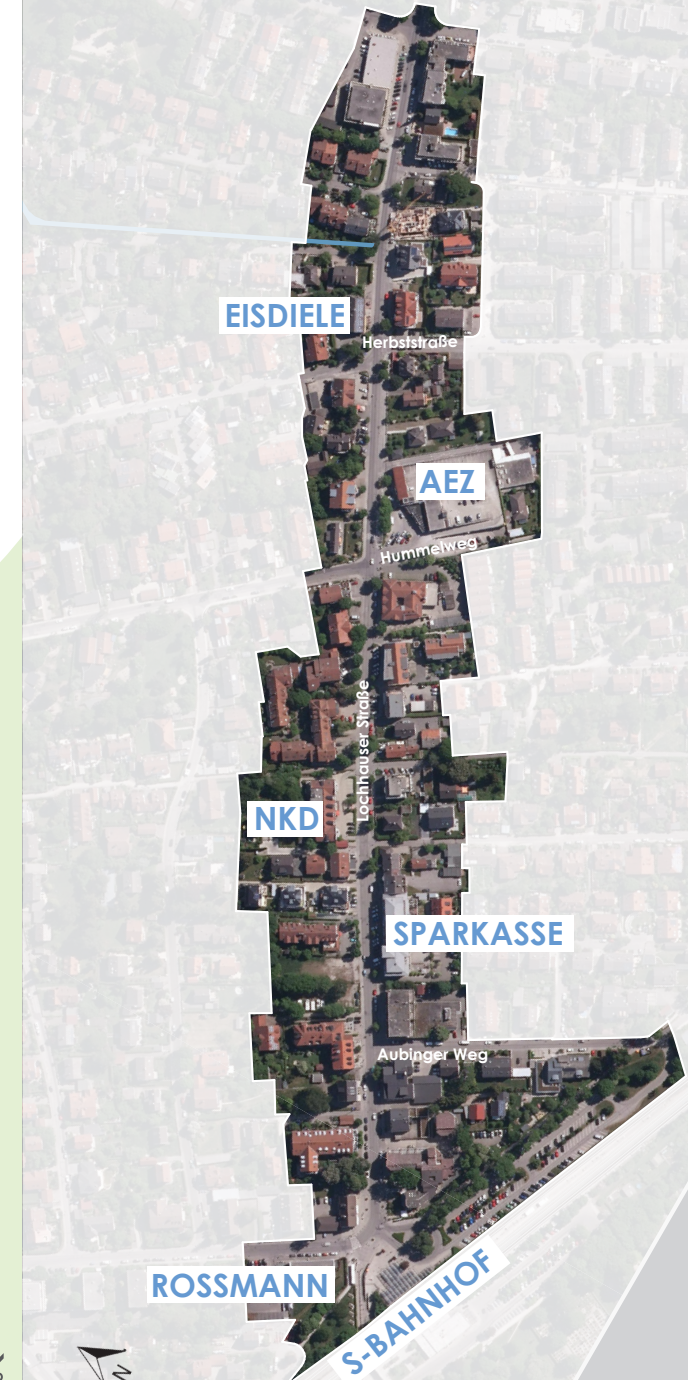 EISDIELE
Herbststraße
AEZ
Hummelweg
Lochhauser Straße
NKD
SPARKASSE
Aubinger Weg
ROSSMANN
S-BAHNHOF
N